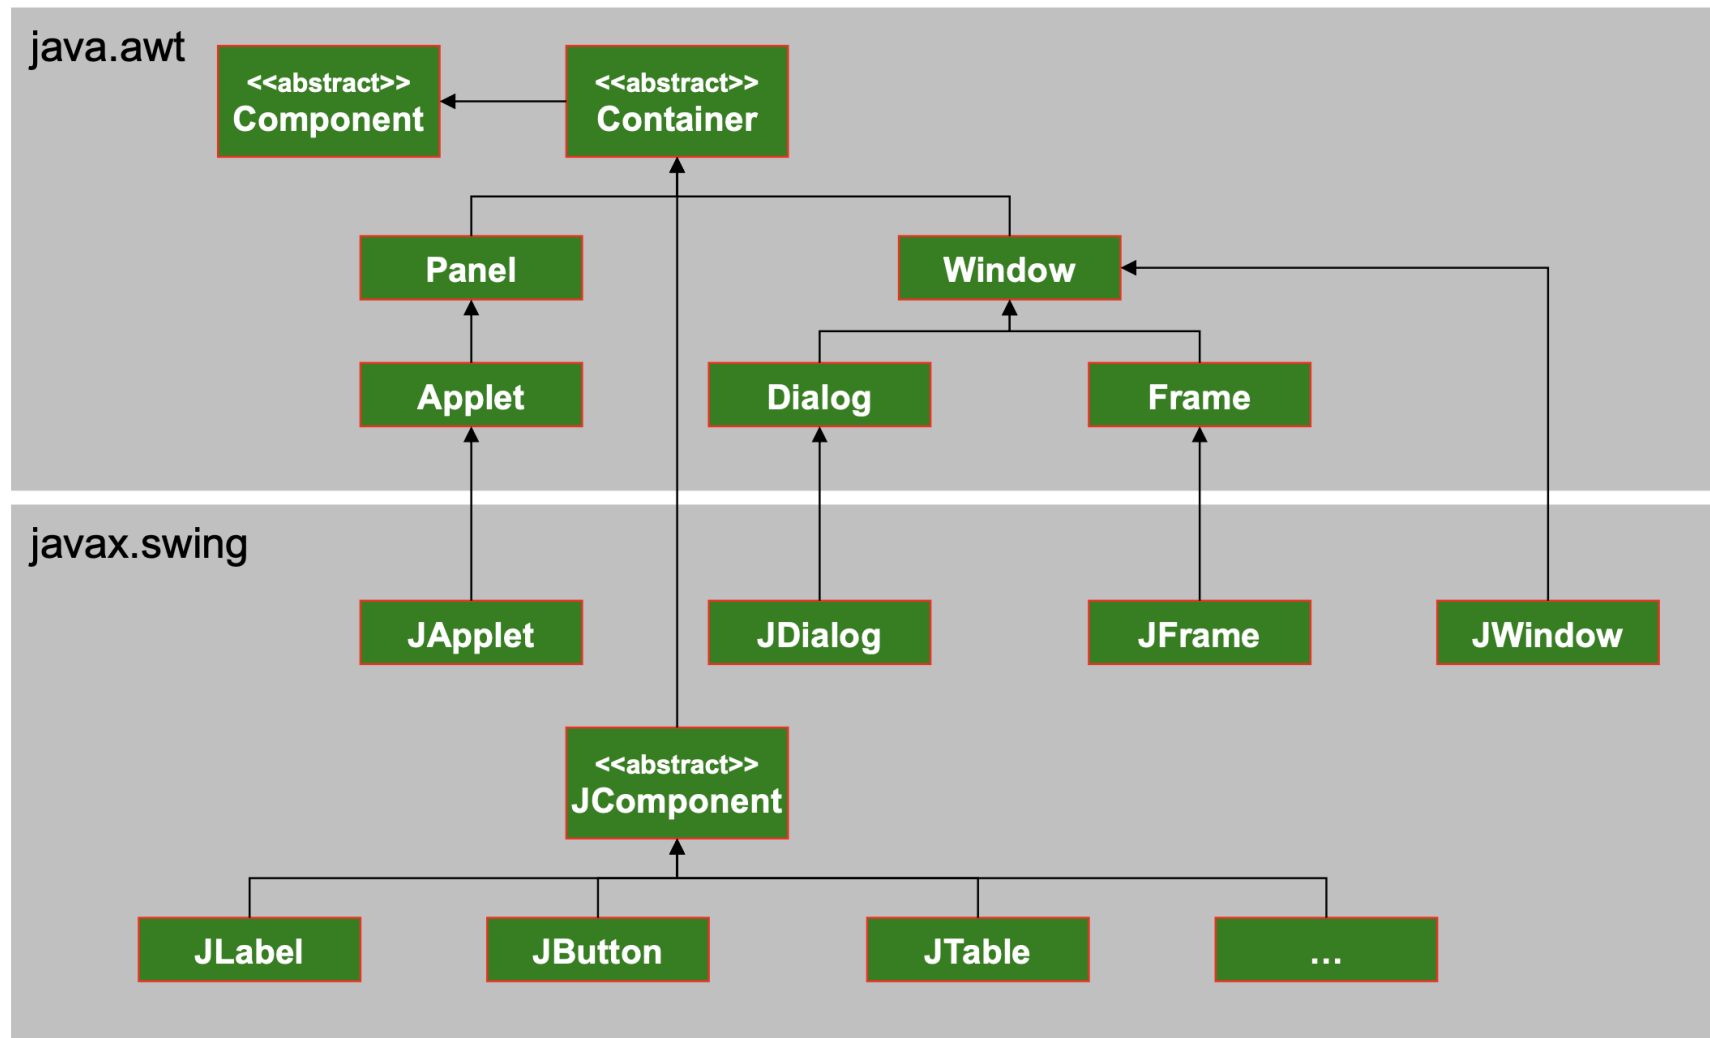 java.awt
<<abstract>>
Component
<<abstract>>
Container
Panel
Window
Applet
Dialog
Frame
javax.swing
JApplet
JDialog
JFrame
JWindow
<<abstract>>
JComponent
JLabel
JButton
JTable
...